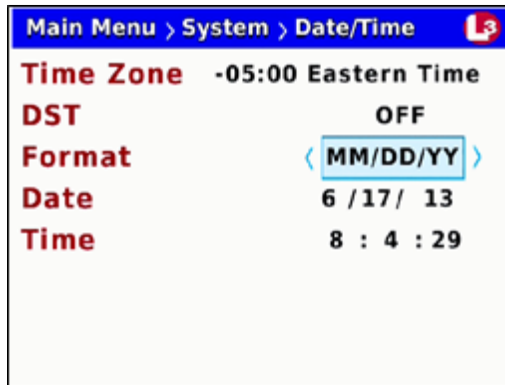 Main Menu > System > Date/Time L3
Time Zone -05:00 Eastern Time
DST OFF
Format < MM/DD/YY >
Date 6 /17/ 13
Time 8 : 4 : 29